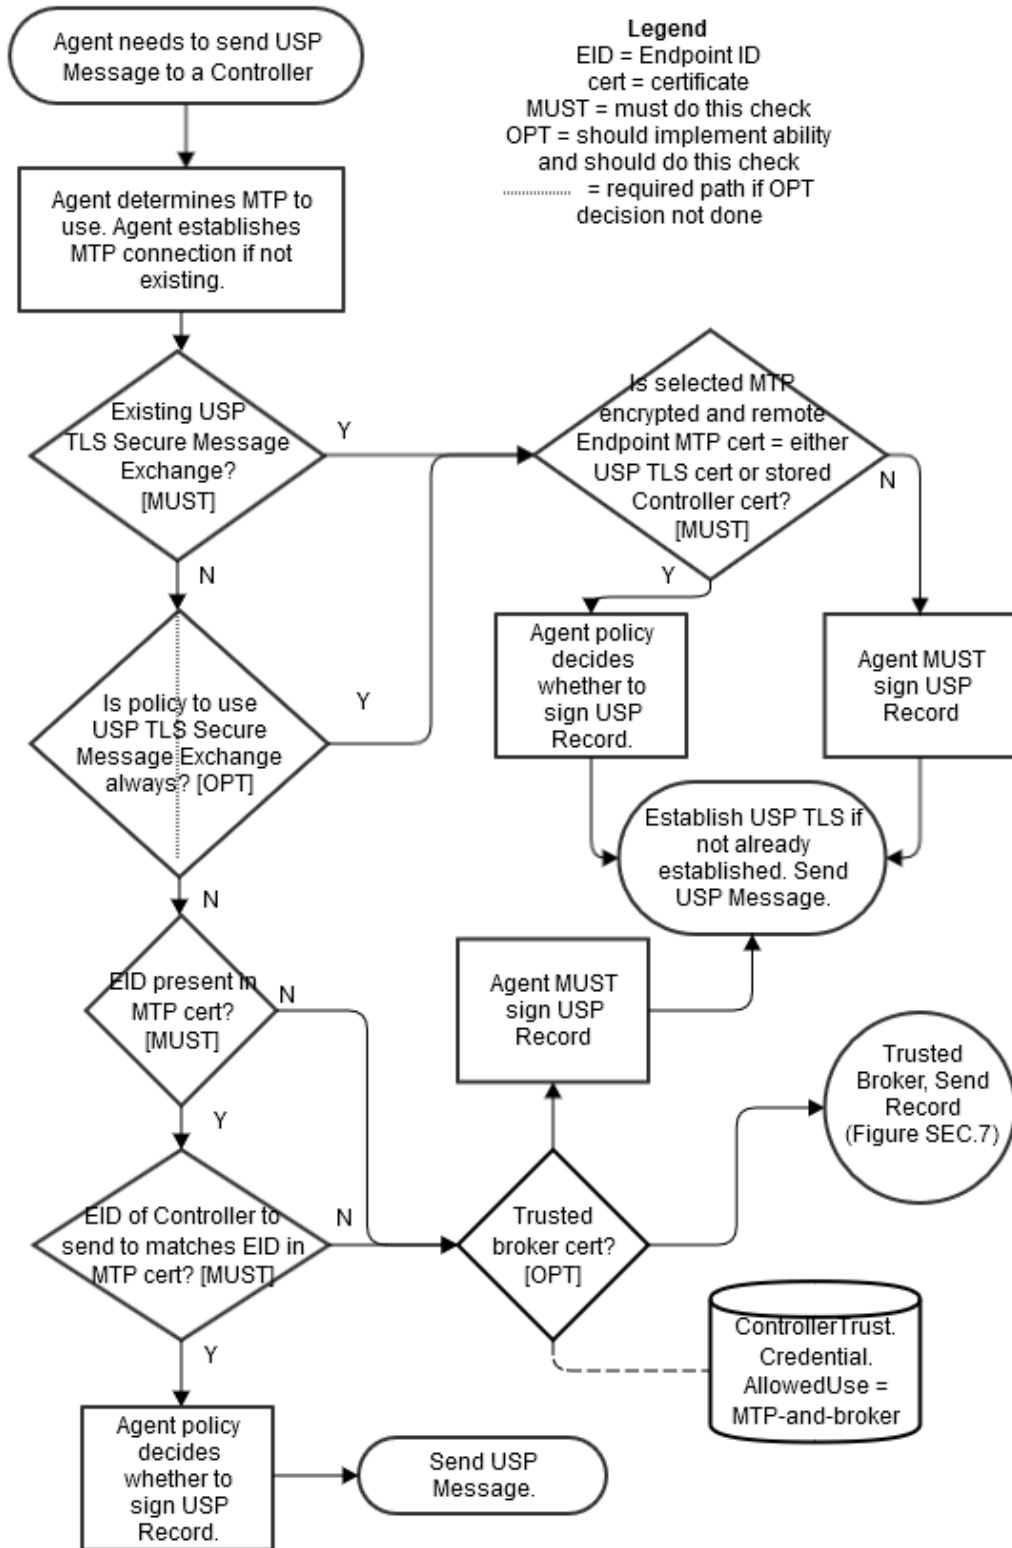 Agent needs to send USP
Message to a Controller
Legend
EID = Endpoint ID
cert = certificate
MUST = must do this check
OPT = should implement ability
and should do this check
= required path if OPT
decision not done
Agent determines MTP to
use. Agent establishes
MTP connection if not
existing.
Existing USP
TLS Secure Message
Exchange?
[MUST]
Y
N
Is selected MTP
encrypted and remote
Endpoint MTP cert = either
USP TLS cert or stored
Controller cert?
[MUST]
N
Y
Is policy to use
USP TLS Secure
Message Exchange
always? [OPT]
Y
N
Agent policy
decides
whether to
sign USP
Record.
Agent MUST
sign USP
Record
Establish USP TLS if
not already
established. Send
USP Message.
EID present in
MTP cert?
[MUST]
N
Y
Agent MUST
sign USP
Record
Trusted
Broker, Send
Record
(Figure SEC.7)
EID of Controller to
send to matches EID in
MTP cert? [MUST]
N
Y
Trusted
broker cert?
[OPT]
ControllerTrust.
Credential.
AllowedUse =
MTP-and-broker
Agent policy
decides
whether to
sign USP
Record.
Send USP
Message.